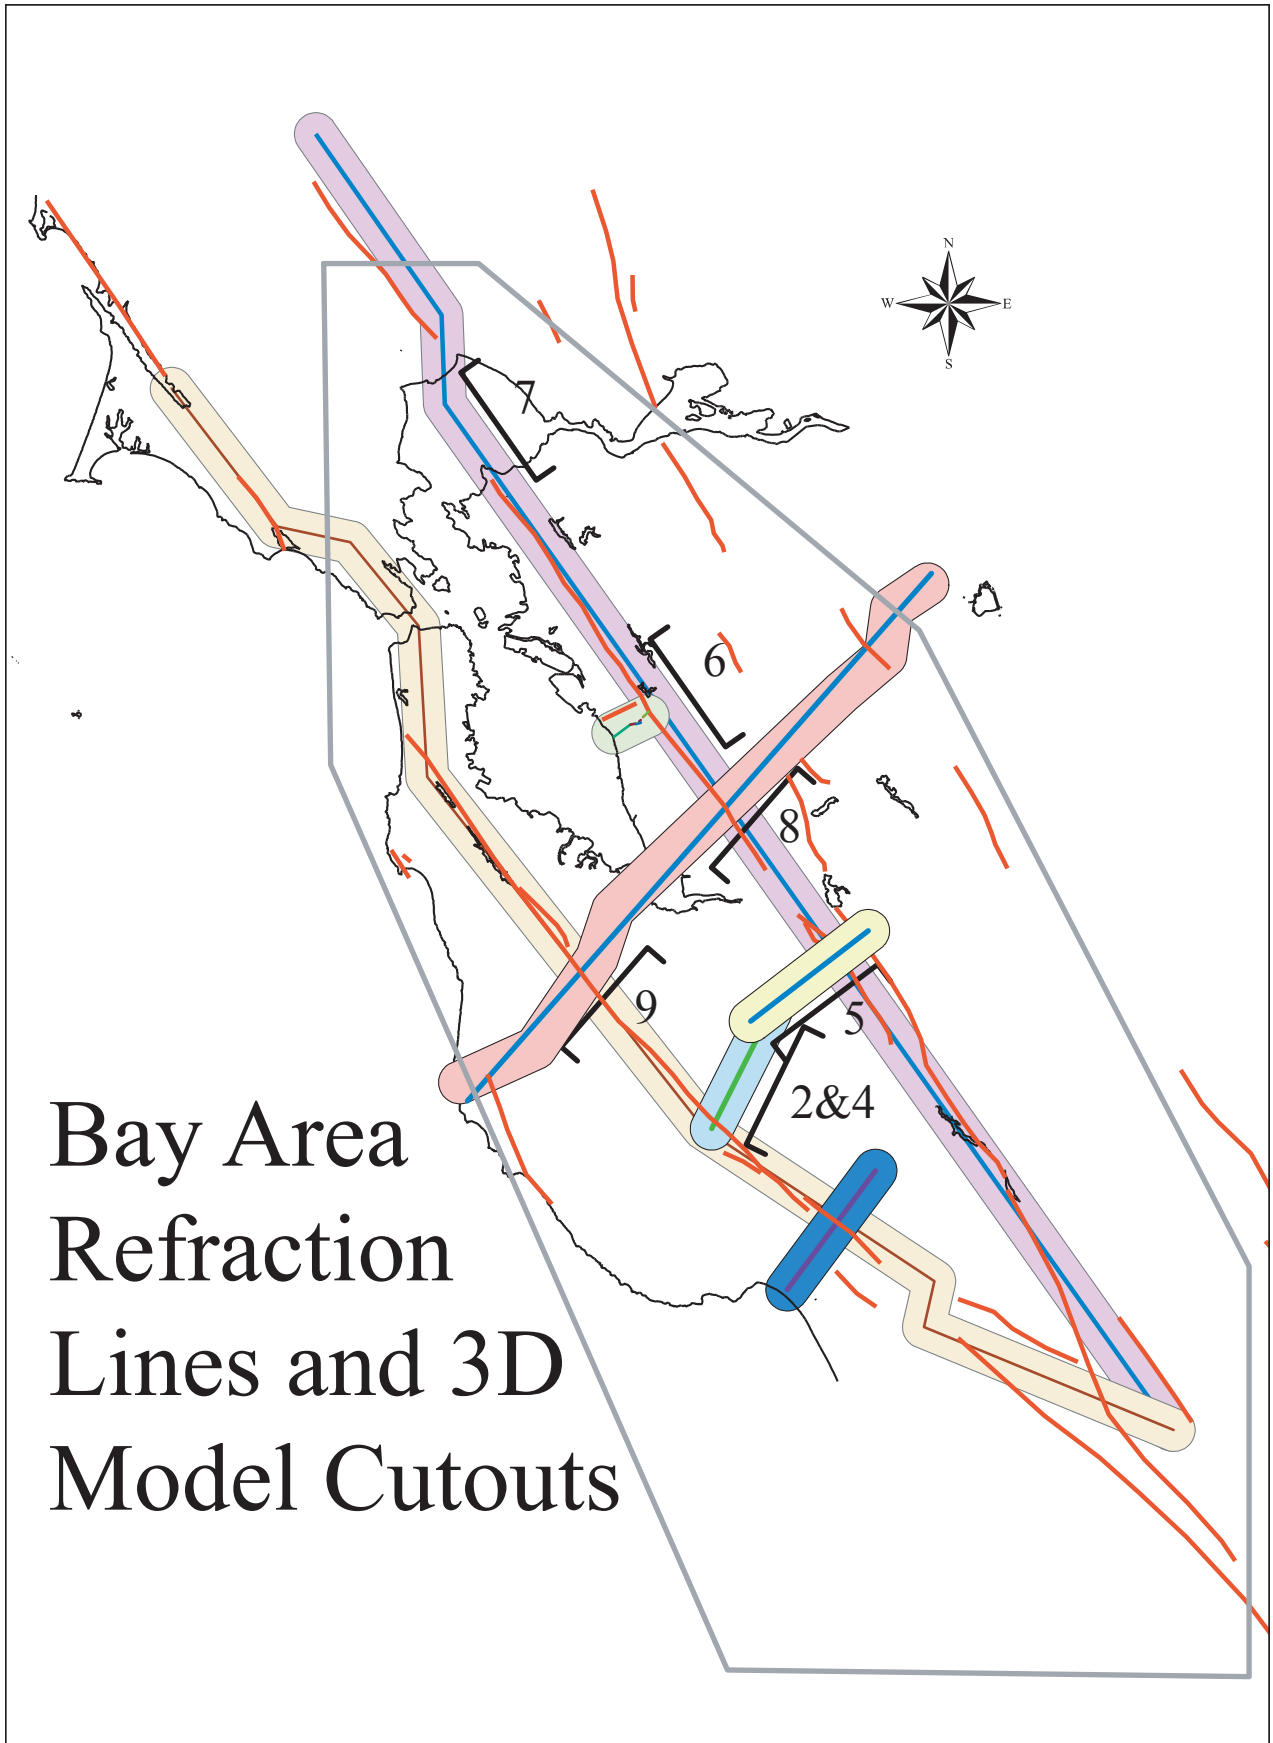 N
W E
S
7
6
8
9
5
2&4
Bay Area
Refraction
Lines and 3D
Model Cutouts